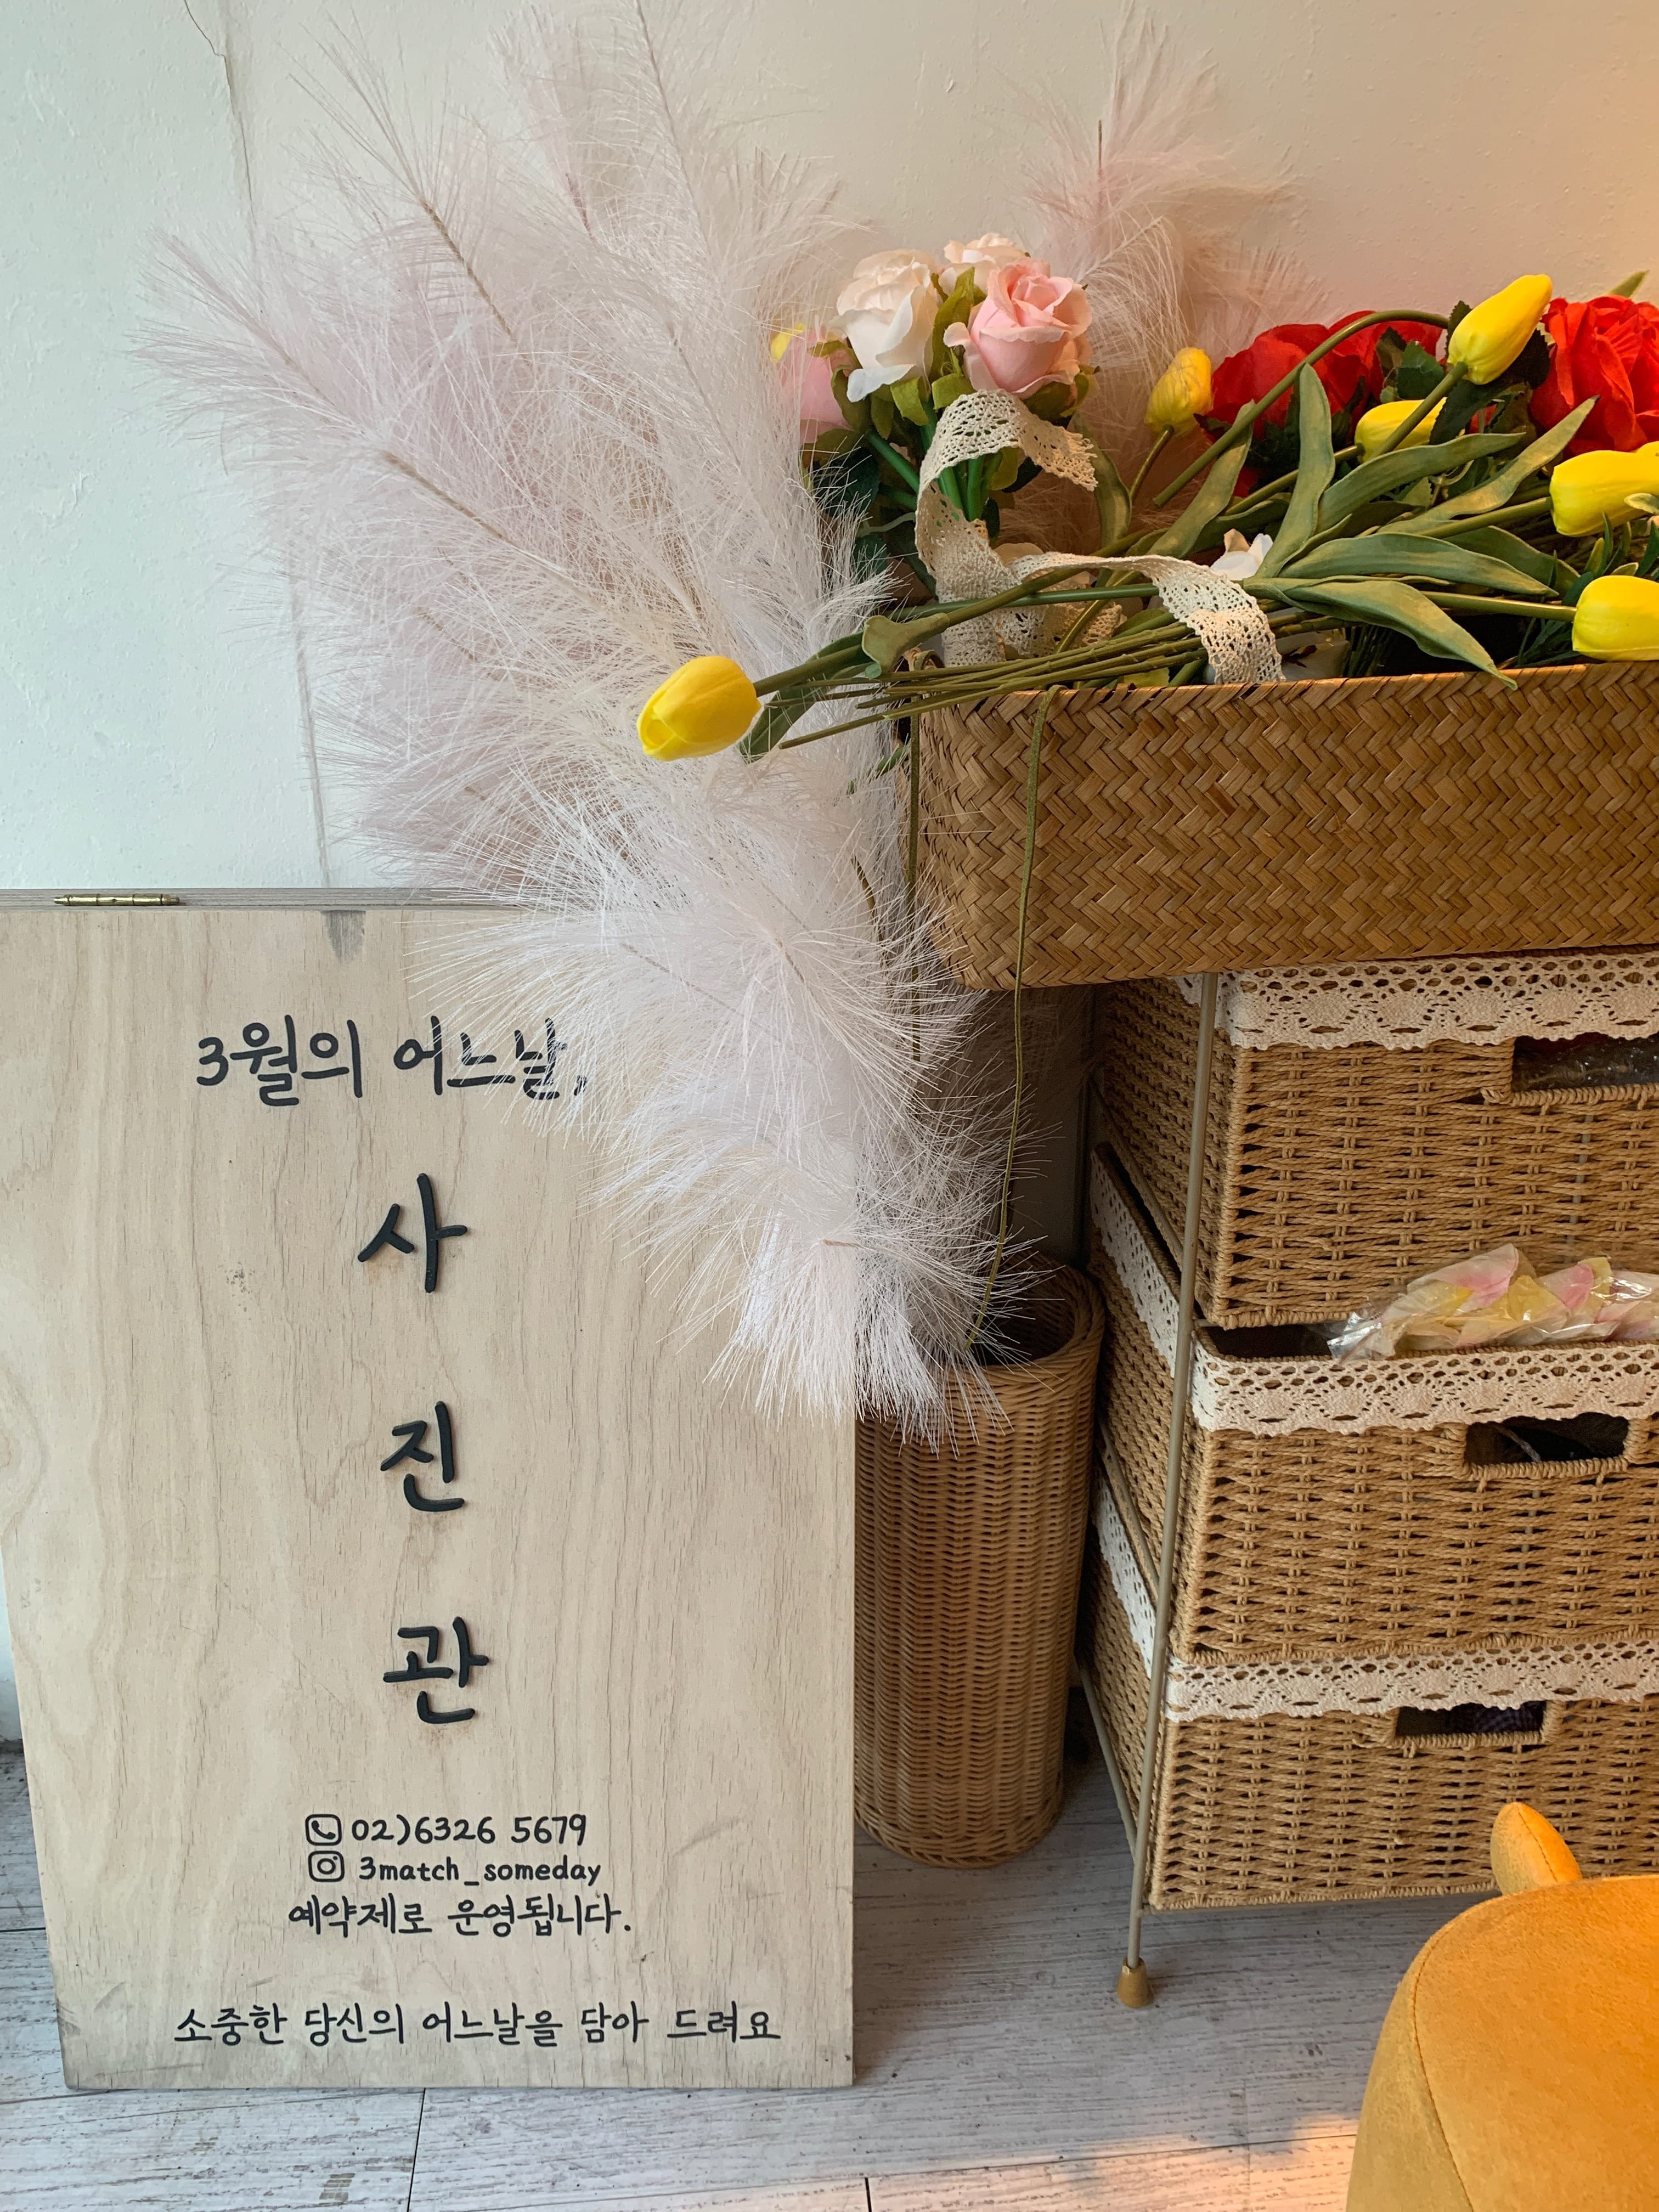 3월의 어느날,
사
진
관
02)6326 5679
3match_someday
예약제로 운영됩니다.
소중한 당신의 어느날을 담아 드려요